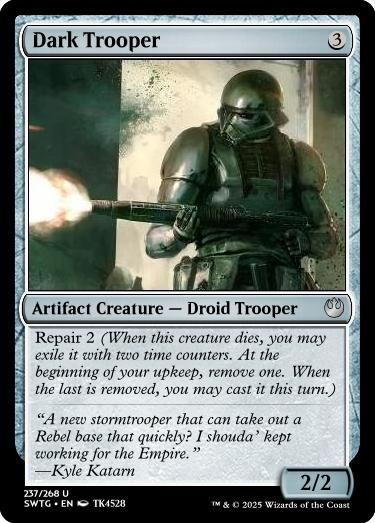 Dark Trooper 3
Artifact Creature — Droid Trooper
Repair 2 (When this creature dies, you may
exile it with two time counters. At the
beginning of your upkeep, remove one. When
the last is removed, you may cast it this turn.)
“A new stormtrooper that can take out a
Rebel base that quickly? I shouda’ kept
working for the Empire.”
—Kyle Katarn
2/2
237/268 U
SWTG • EN TK4528
™ & © 2025 Wizards of the Coast